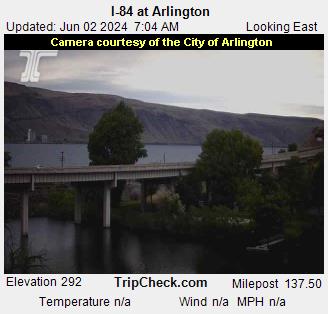 I-84 at Arlington
Updated: Jun 02 2024 7:04 AM Looking East
Camera courtesy of the City of Arlington
Elevation 292 TripCheck.com Milepost 137.50
Temperature n/a Wind n/a MPH n/a